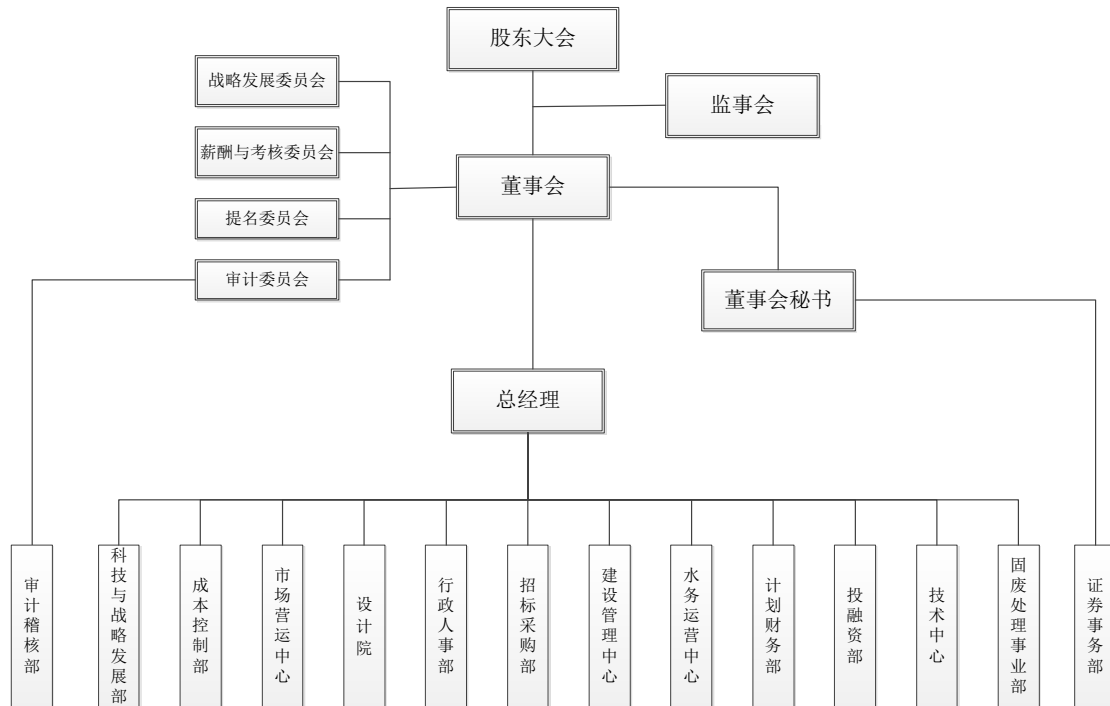 股东大会
战略发展委员会
监事会
薪酬与考核委员会
董事会
提名委员会
审计委员会
董事会秘书
总经理
审计稽核部
科技与战略发展部
成本控制部
市场营运中心
设计院
行政人事部
招标采购部
建设管理中心
水务运营中心
计划财务部
投融资部
技术中心
固废处理事业部
证券事务部